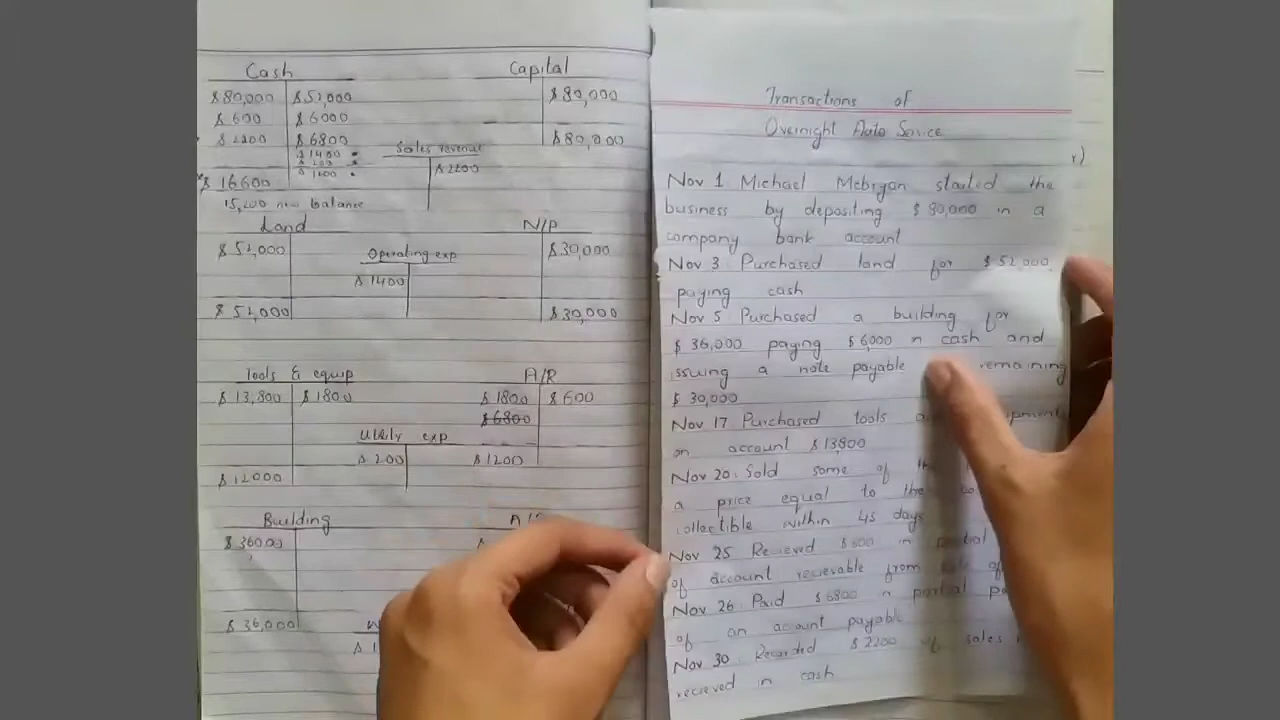 Cash
$80,000 $52,000
$600 $6000
$2200 $6800
$1400
$200
$16600
15,200 new balance
Capital
$80,000
$80,000
Sales revenue
$2200
Land
$52,000
$52,000
Operating exp
$1400
N/P
$30,000
$30,000
Tools & equip
$13,800 $1800
$12000
Utility exp
$200
A/R
$1800 $600
$6800
$1200
Building
$36000
$36,000
Transactions of
Overnight Auto Service
Nov 1 Michael Mcbryan started the
business by depositing $80,000 in a
company bank account
Nov 3 Purchased land for $52,000
paying cash
Nov 5 Purchased a building for
$36,000 paying $6000 n cash and
issuing a note payable remaining
$30,000
Nov 17 Purchased tools
on account $13,800
Nov 20. Sold some of
a price equal to the
collectible within 45 days
Nov 25 Recieved $600 in
of account recievable from
Nov 26. Paid $6800 n partial
of an account payable
Nov 30. Recorded $2200 of sales
recieved in cash